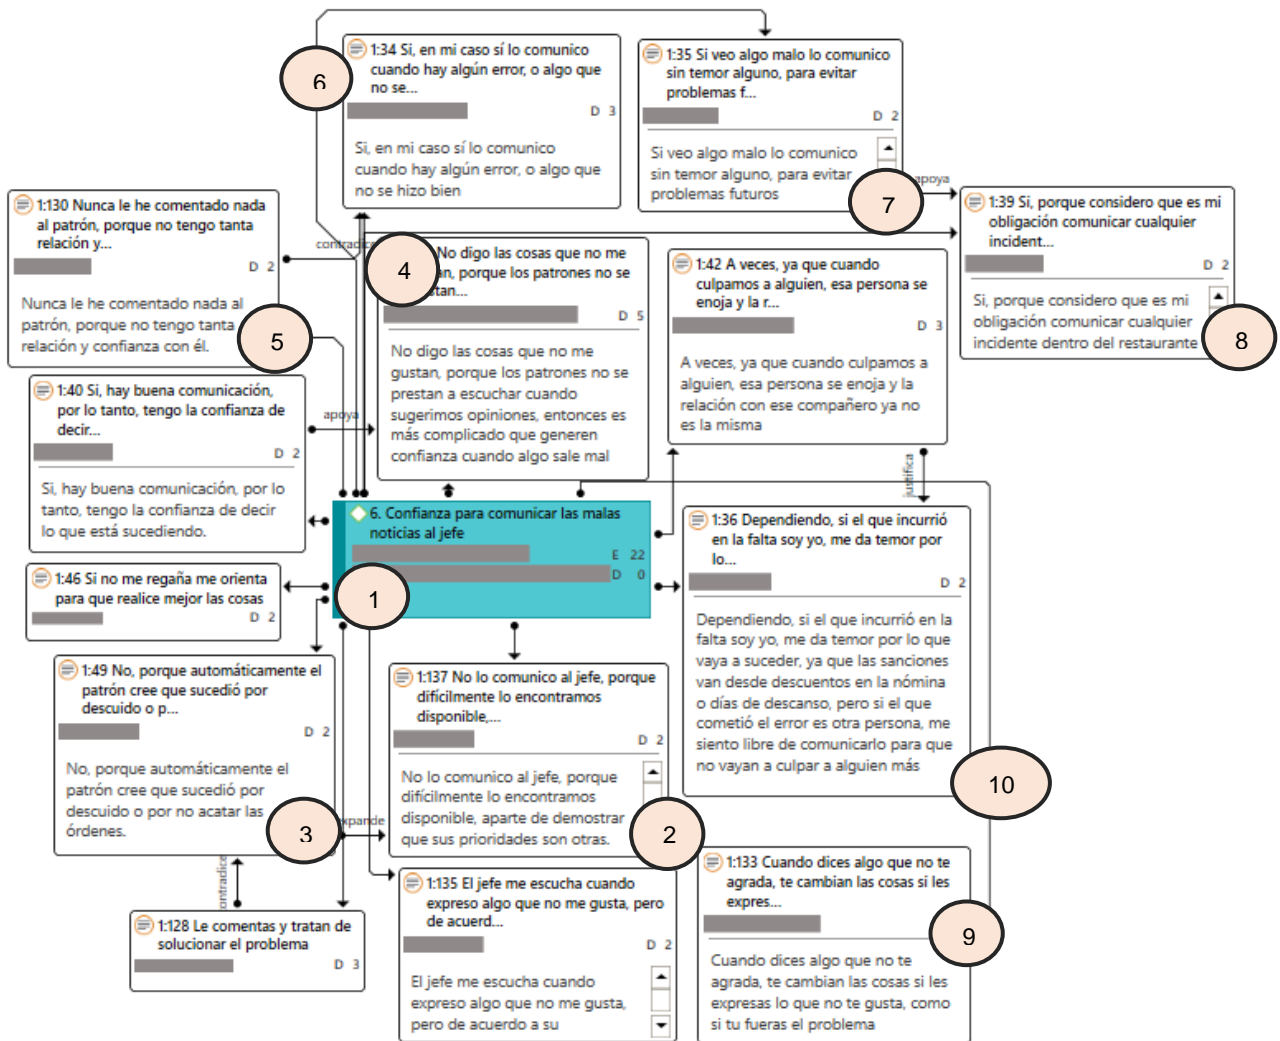 6
1:34 Si, en mi caso sí lo comunico
cuando hay algún error, o algo que
no se...
D 3
Si, en mi caso sí lo comunico
cuando hay algún error, o algo que
no se hizo bien
1:35 Si veo algo malo lo comunico
sin temor alguno, para evitar
problemas f...
D 2
Si veo algo malo lo comunico
sin temor alguno, para evitar
problemas futuros
7
apoya
1:39 Si, porque considero que es mi
obligación comunicar cualquier
incident...
D 2
Si, porque considero que es mi
obligación comunicar cualquier
incidente dentro del restaurante
8
1:130 Nunca le he comentado nada
al patrón, porque no tengo tanta
relación y...
D 2
Nunca le he comentado nada al
patrón, porque no tengo tanta
relación y confianza con él.
5
contradice
4
No digo las cosas que no me
an, porque los patrones no se
stan...
D 5
No digo las cosas que no me
gustan, porque los patrones no se
prestan a escuchar cuando
sugerimos opiniones, entonces es
más complicado que generen
confianza cuando algo sale mal
1:42 A veces, ya que cuando
culpamos a alguien, esa persona se
enoja y la r...
D 3
A veces, ya que cuando culpamos a
alguien, esa persona se enoja y la
relación con ese compañero ya no
es la misma
justifica
1:40 Si, hay buena comunicación,
por lo tanto, tengo la confianza de
decir...
D 2
Si, hay buena comunicación, por lo
tanto, tengo la confianza de decir
lo que está sucediendo.
apoya
6. Confianza para comunicar las malas
noticias al jefe
E 22
D 0
1
1:36 Dependiendo, si el que incurrió
en la falta soy yo, me da temor por
lo...
D 2
Dependiendo, si el que incurrió en la
falta soy yo, me da temor por lo que
vaya a suceder, ya que las sanciones
van desde descuentos en la nómina
o días de descanso, pero si el que
cometió el error es otra persona, me
siento libre de comunicarlo para que
no vayan a culpar a alguien más
10
1:46 Si no me regaña me orienta
para que realice mejor las cosas
D 2
1:49 No, porque automáticamente el
patrón cree que sucedió por
descuido o p...
D 2
No, porque automáticamente el
patrón cree que sucedió por
descuido o por no acatar las
órdenes.
3
expande
1:137 No lo comunico al jefe, porque
difícilmente lo encontramos
disponible,...
D 2
No lo comunico al jefe, porque
difícilmente lo encontramos
disponible, aparte de demostrar
que sus prioridades son otras.
2
contradice
1:128 Le comentas y tratan de
solucionar el problema
D 3
1:135 El jefe me escucha cuando
expreso algo que no me gusta, pero
de acuerd...
D 2
El jefe me escucha cuando
expreso algo que no me gusta,
pero de acuerdo a su
1:133 Cuando dices algo que no te
agrada, te cambian las cosas si les
expres...
9
Cuando dices algo que no te
agrada, te cambian las cosas si les
expresas lo que no te gusta, como
si tu fueras el problema